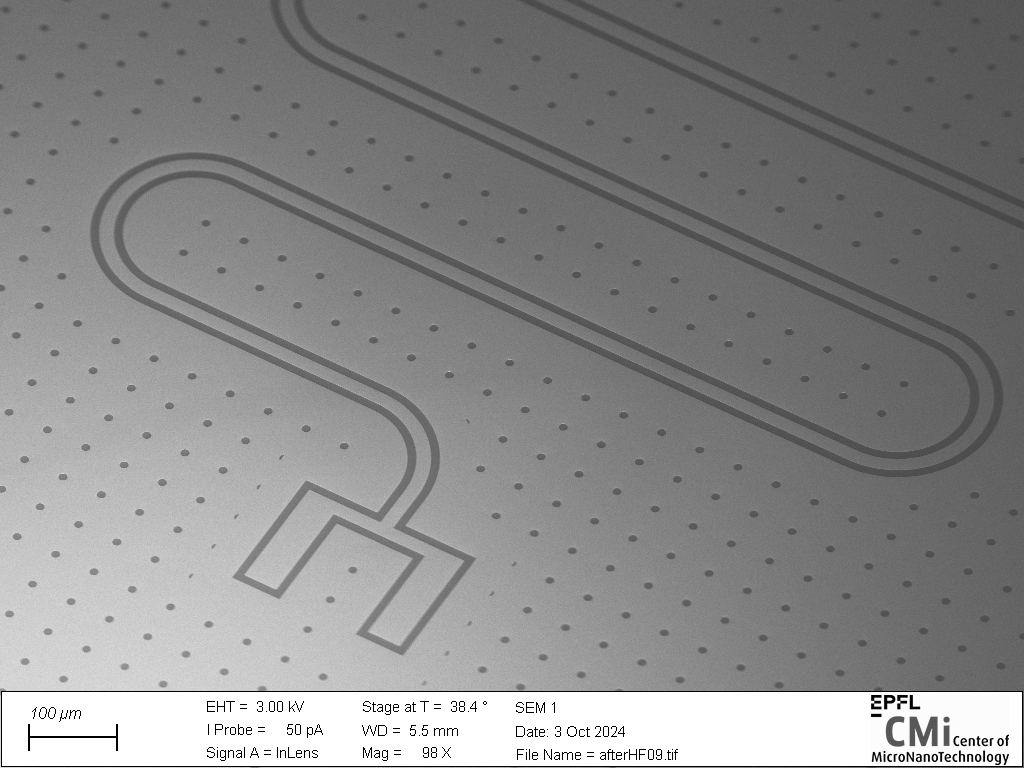 100 µm
EHT = 3.00 kV
I Probe = 50 pA
Signal A = InLens
Stage at T = 38.4 °
WD = 5.5 mm
Mag = 98 X
SEM 1
Date: 3 Oct 2024
File Name = afterHF09.tif
EPFL
CMi Center of
MicroNanoTechnology